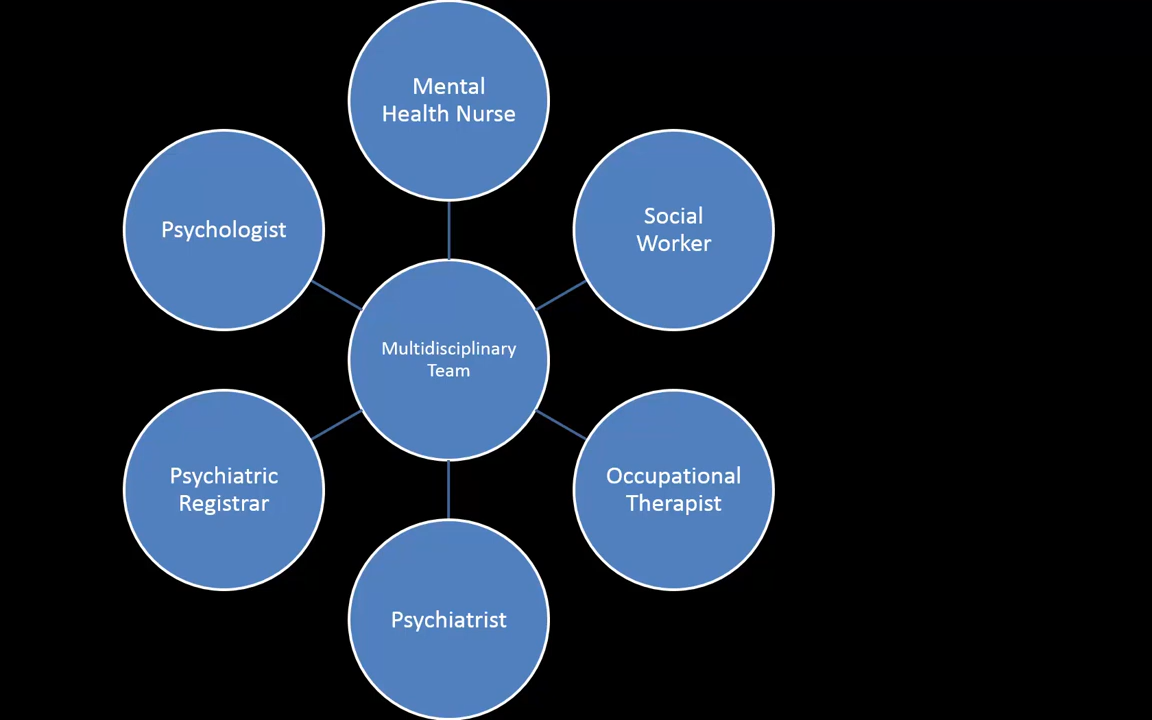 Mental
Health Nurse
Social
Worker
Psychologist
Multidisciplinary
Team
Occupational
Therapist
Psychiatric
Registrar
Psychiatrist